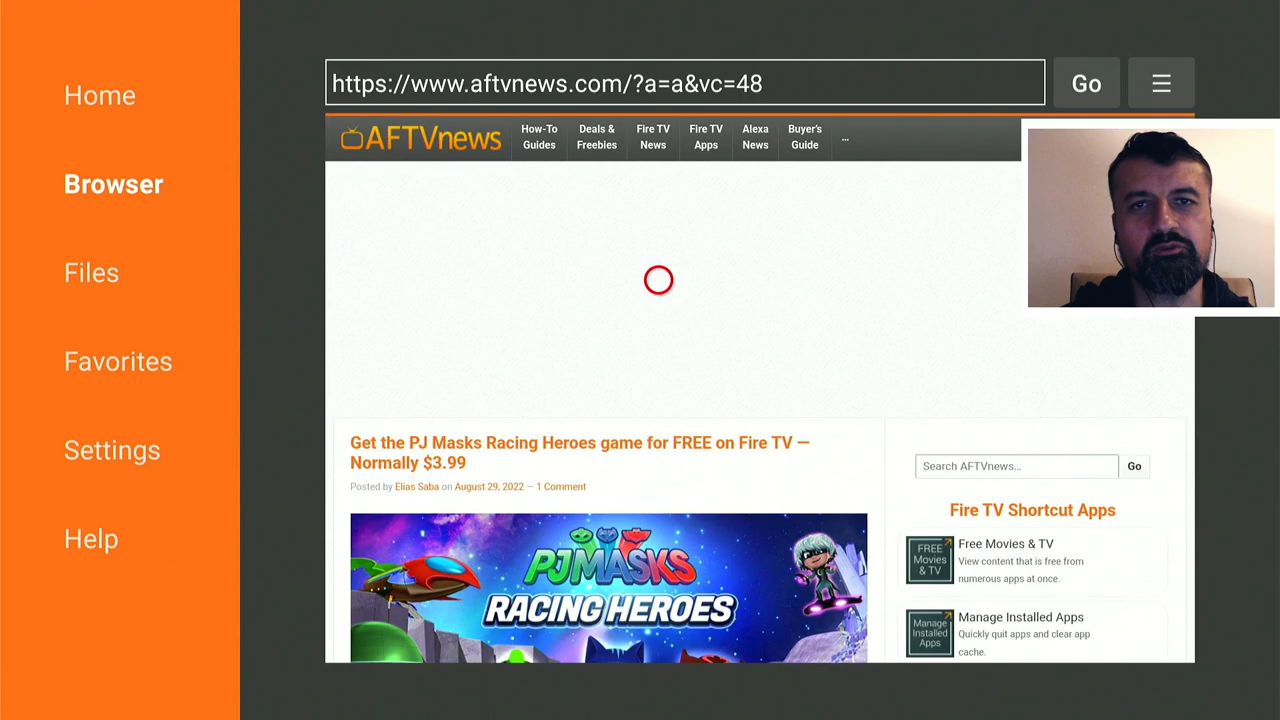 Home
Browser
Files
Favorites
Settings
Help
https://www.aftvnews.com/?a=a&vc=48
Go
☰
AFTVnews
How-To
Guides
Deals &
Freebies
Fire TV
News
Fire TV
Apps
Alexa
News
Buyer's
Guide
...
Get the PJ Masks Racing Heroes game for FREE on Fire TV —
Normally $3.99
Posted by Elias Saba on August 29, 2022 — 1 Comment
PJMASKS
RACING HEROES
Search AFTVnews...
Go
Fire TV Shortcut Apps
FREE
Movies
& TV
Free Movies & TV
View content that is free from
numerous apps at once.
Manage
Installed
Apps
Manage Installed Apps
Quickly quit apps and clear app
cache.